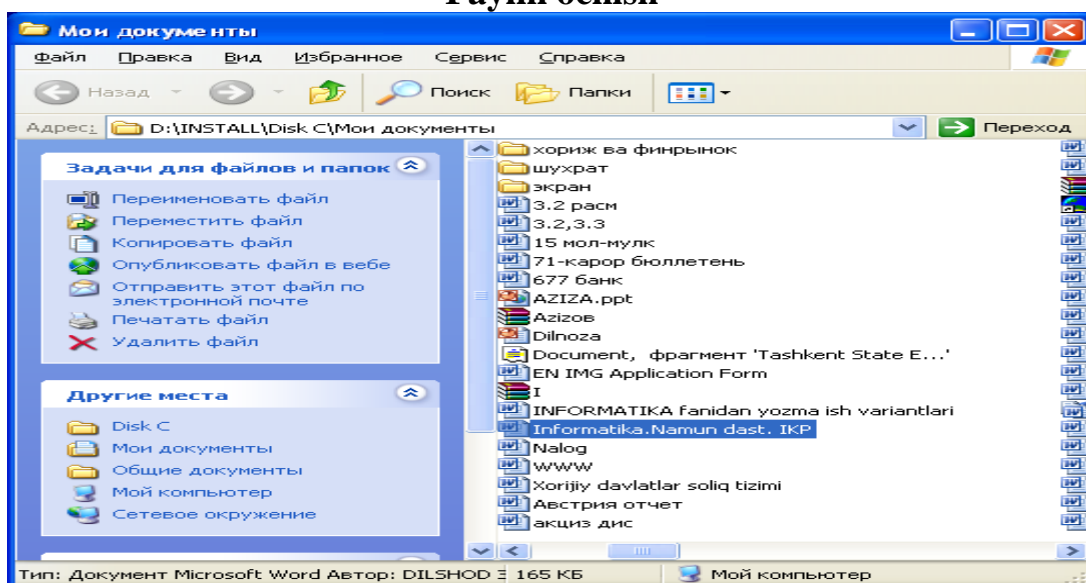 Мои документы
Файл Правка Вид Избранное Сервис Справка
Назад Поиск Папки
Адрес: D:\INSTALL\Disk C\Мои документы Переход
Задачи для файлов и папок
Переименовать файл
Переместить файл
Копировать файл
Опубликовать файл в вебе
Отправить этот файл по
электронной почте
Печатать файл
Удалить файл
Другие места
Disk C
Мои документы
Общие документы
Мой компьютер
Сетевое окружение
хориж ва финрынок
шухрат
экран
3.2 расм
3.2,3.3
15 мол-мулк
71-карор бюллетень
677 банк
AZIZA.ppt
Azizов
Dilnoza
Document, фрагмент 'Tashkent State E...'
EN IMG Application Form
I
INFORMATIKA fanidan yozma ish variantlari
Informatika.Namun dast. IKP
Nalog
WWW
Xorijiy davlatlar soliq tizimi
Австрия отчет
акциз дис
Тип: Документ Microsoft Word Автор: DILSHOD 165 КБ Мой компьютер